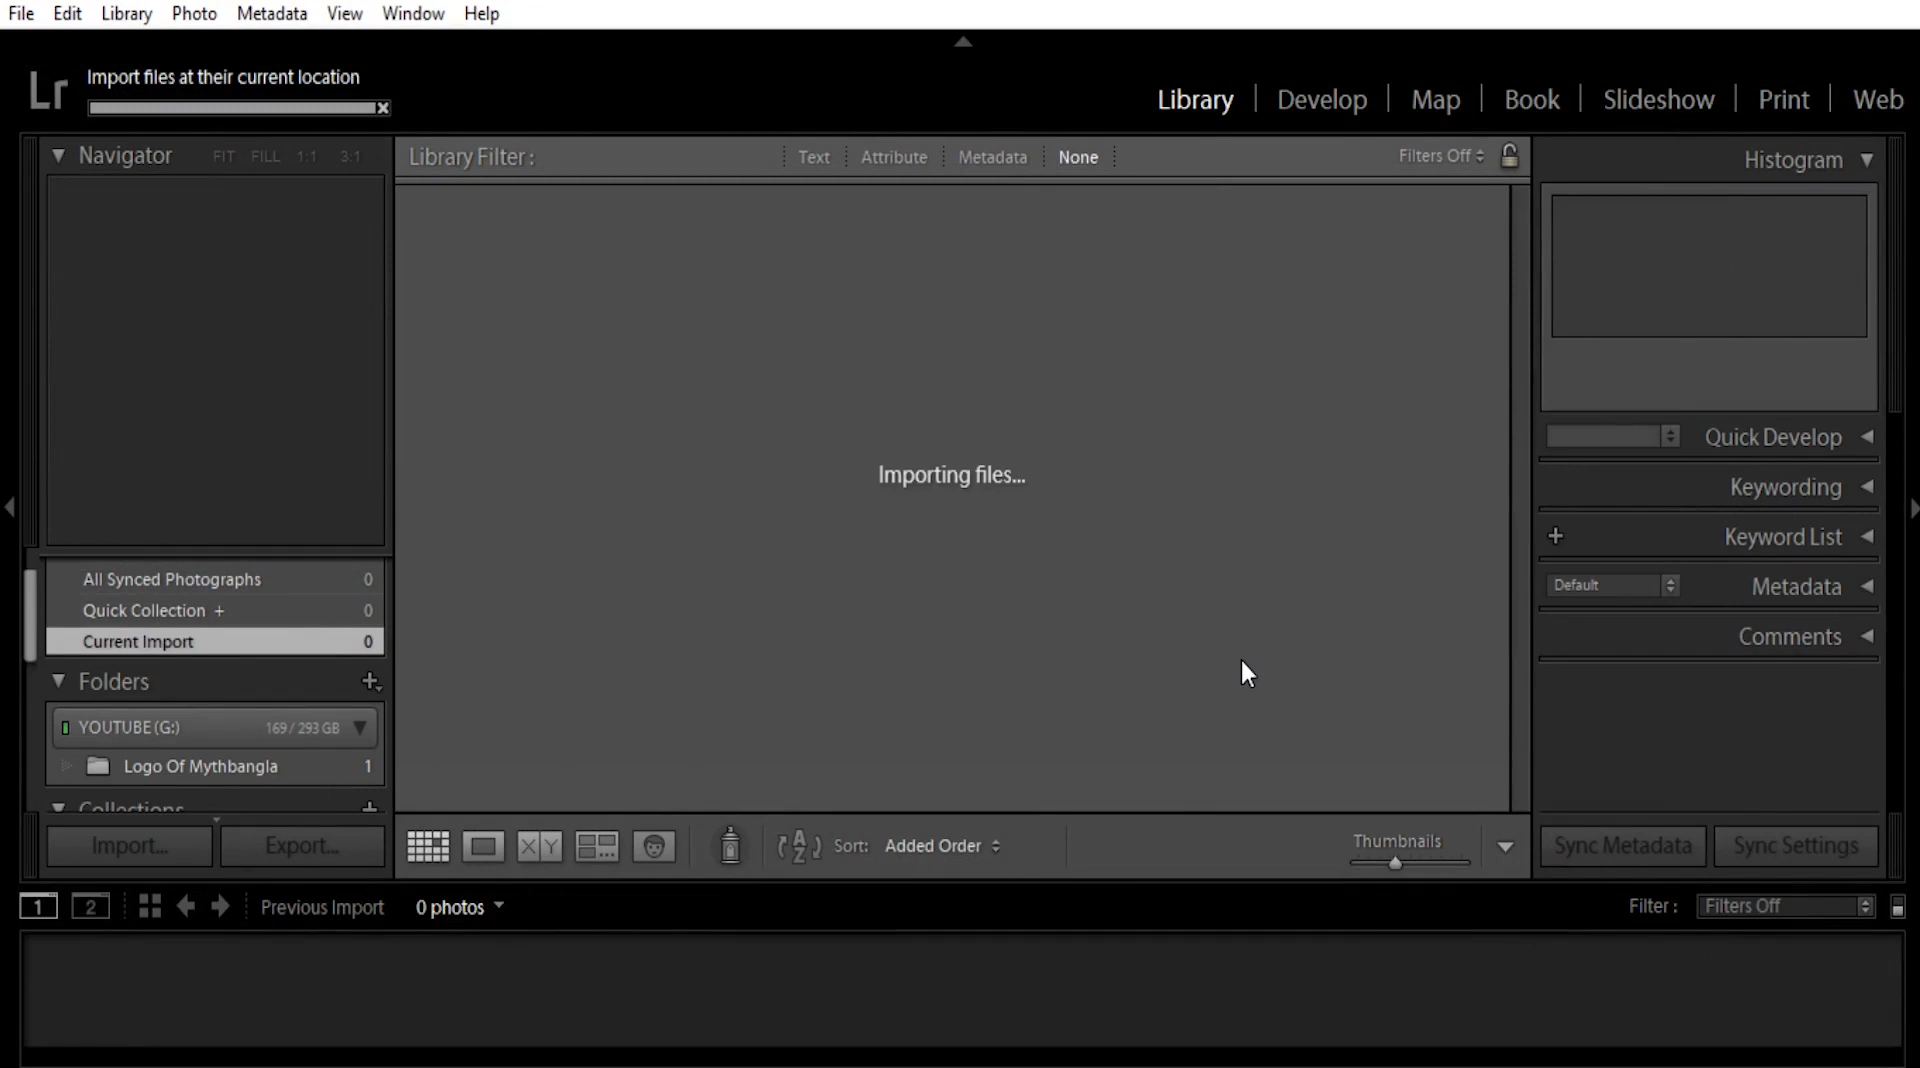 File Edit Library Photo Metadata View Window Help
Lr
Import files at their current location
Library Develop Map Book Slideshow Print Web
Navigator FIT FILL 1:1 3:1
Library Filter : Text Attribute Metadata None Filters Off
Histogram
Importing files...
Quick Develop
Keywording
+ Keyword List
Default Metadata
Comments
All Synced Photographs 0
Quick Collection + 0
Current Import 0
Folders +
YOUTUBE (G:) 169 / 293 GB
Logo Of Mythbangla 1
Collections +
Import... Export...
XY
AZ Sort: Added Order
Thumbnails
Sync Metadata Sync Settings
1 2 Previous Import 0 photos
Filter : Filters Off